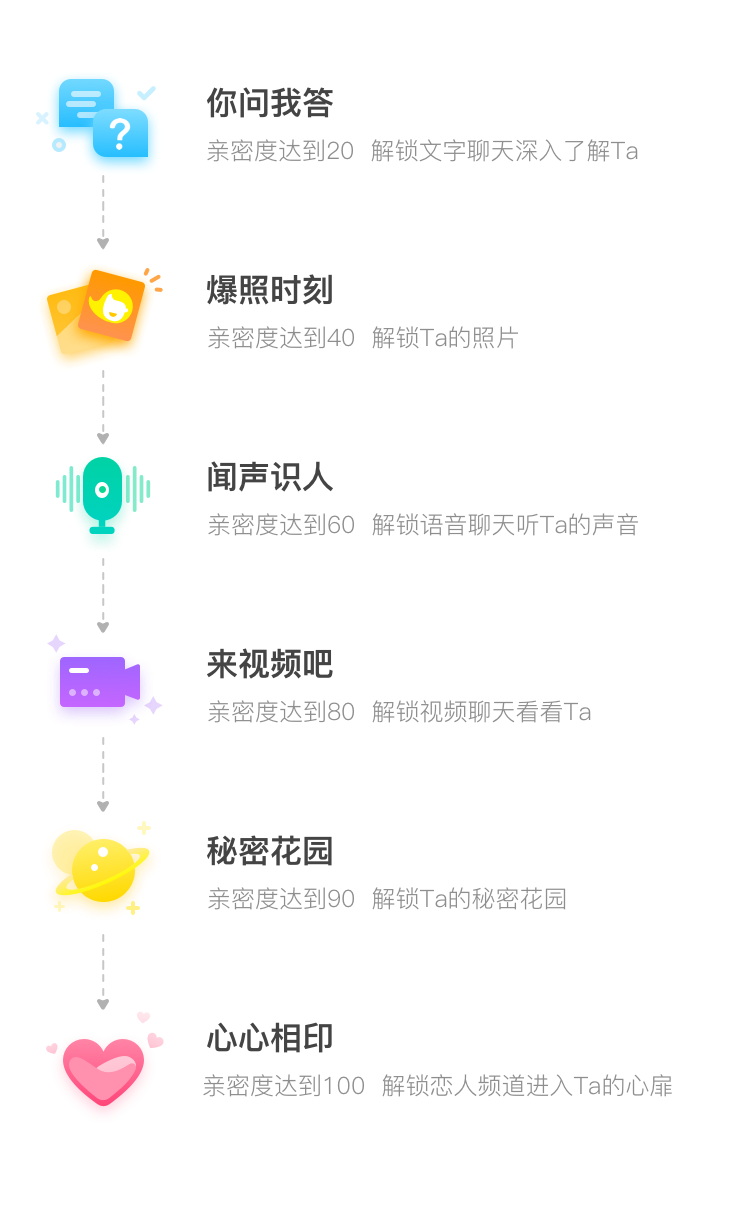 你问我答
亲密度达到20 解锁文字聊天深入了解Ta
爆照时刻
亲密度达到40 解锁Ta的照片
闻声识人
亲密度达到60 解锁语音聊天听Ta的声音
来视频吧
亲密度达到80 解锁视频聊天看看Ta
秘密花园
亲密度达到90 解锁Ta的秘密花园
心心相印
亲密度达到100 解锁恋人频道进入Ta的心扉